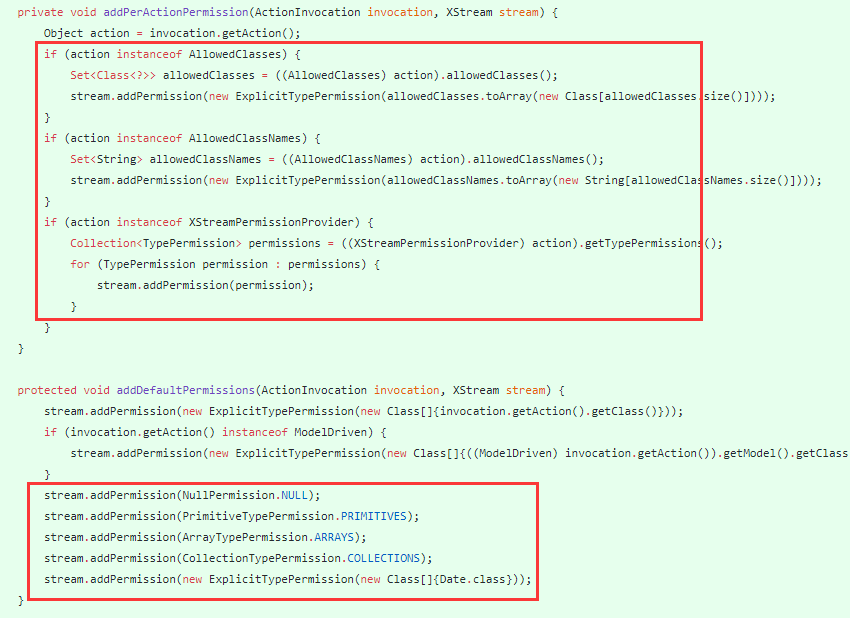 private void addPerActionPermission(ActionInvocation invocation, XStream stream) {
Object action = invocation.getAction();
if (action instanceof AllowedClasses) {
Set<Class<?>> allowedClasses = ((AllowedClasses) action).allowedClasses();
stream.addPermission(new ExplicitTypePermission(allowedClasses.toArray(new Class[allowedClasses.size()])));
}
if (action instanceof AllowedClassNames) {
Set<String> allowedClassNames = ((AllowedClassNames) action).allowedClassNames();
stream.addPermission(new ExplicitTypePermission(allowedClassNames.toArray(new String[allowedClassNames.size()])));
}
if (action instanceof XStreamPermissionProvider) {
Collection<TypePermission> permissions = ((XStreamPermissionProvider) action).getTypePermissions();
for (TypePermission permission : permissions) {
stream.addPermission(permission);
}
}
}
protected void addDefaultPermissions(ActionInvocation invocation, XStream stream) {
stream.addPermission(new ExplicitTypePermission(new Class[]{invocation.getAction().getClass()}));
if (invocation.getAction() instanceof ModelDriven) {
stream.addPermission(new ExplicitTypePermission(new Class[]{((ModelDriven) invocation.getAction()).getModel().getClass
}
stream.addPermission(NullPermission.NULL);
stream.addPermission(PrimitiveTypePermission.PRIMITIVES);
stream.addPermission(ArrayTypePermission.ARRAYS);
stream.addPermission(CollectionTypePermission.COLLECTIONS);
stream.addPermission(new ExplicitTypePermission(new Class[]{Date.class}));
}